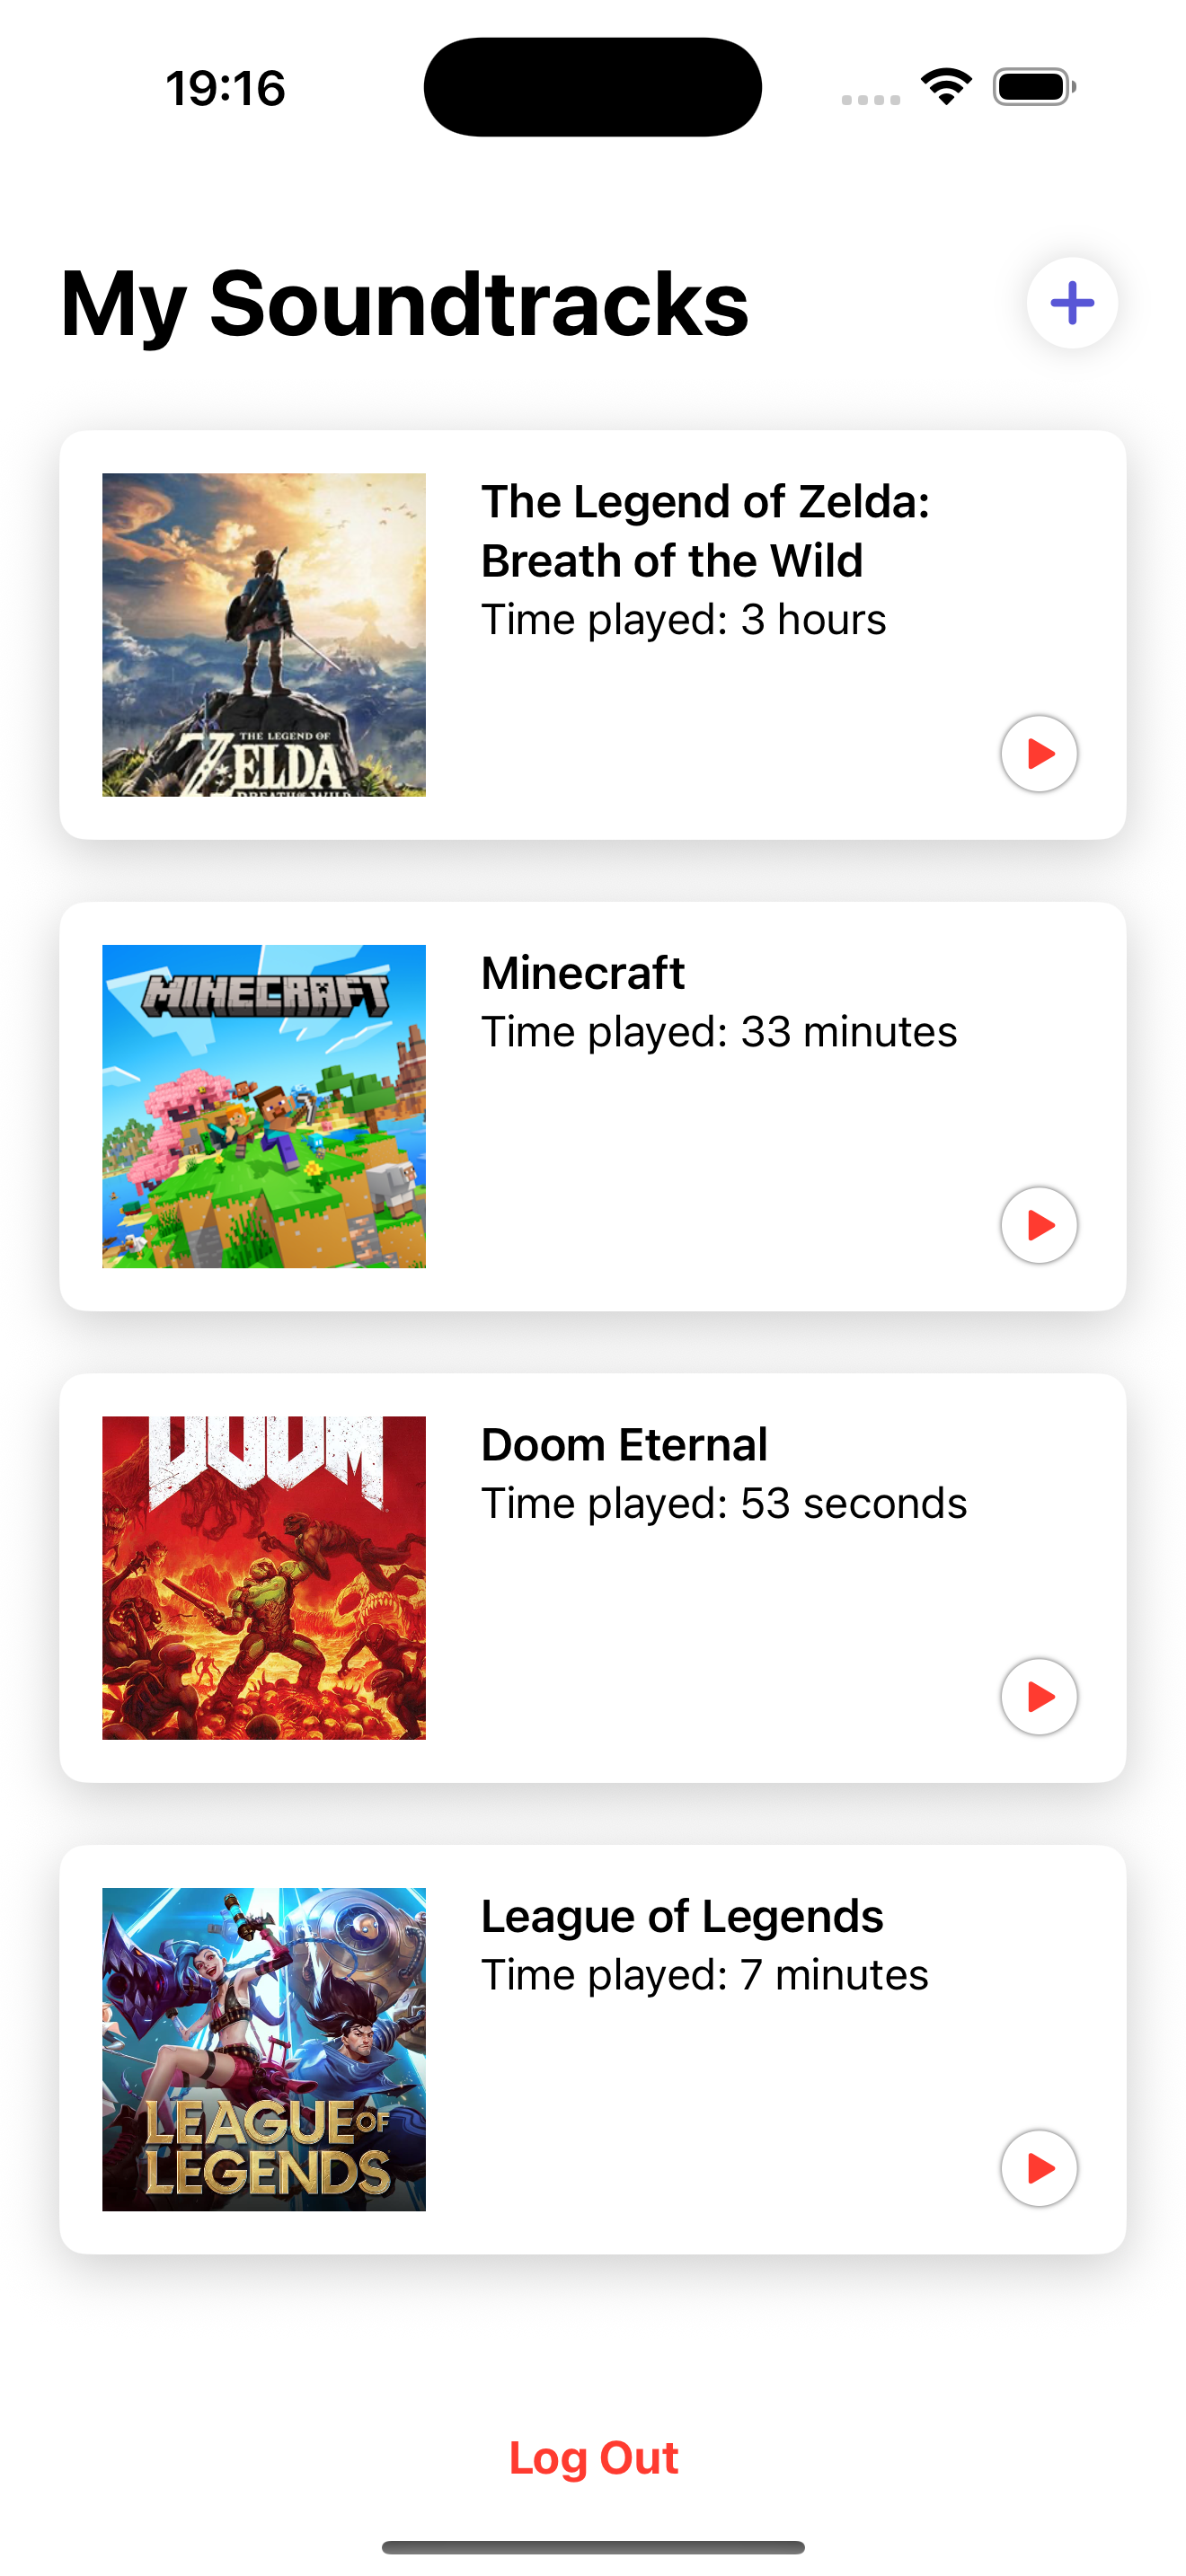 19:16
My Soundtracks
The Legend of Zelda:
Breath of the Wild
Time played: 3 hours
THE LEGEND OF
ZELDA
Minecraft
Time played: 33 minutes
MINECRAFT
Doom Eternal
Time played: 53 seconds
DOOM
League of Legends
Time played: 7 minutes
LEAGUE OF
LEGENDS
Log Out